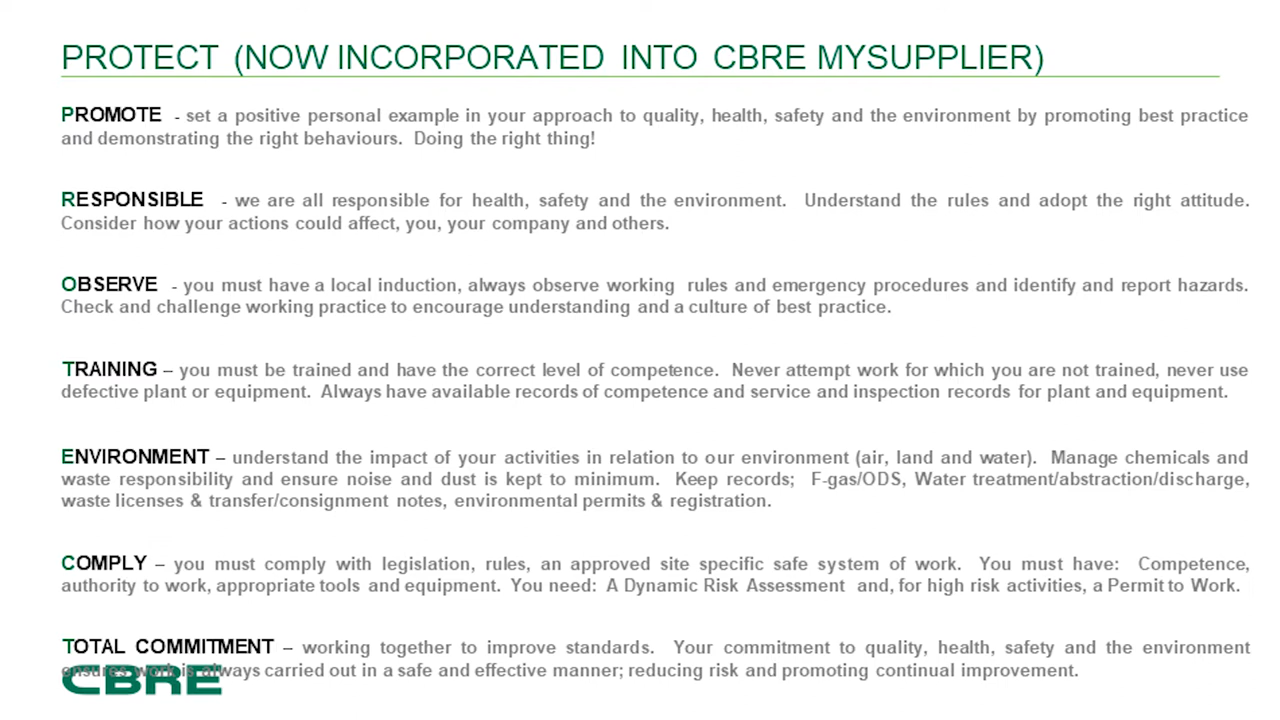 PROTECT (NOW INCORPORATED INTO CBRE MYSUPPLIER)
PROMOTE - set a positive personal example in your approach to quality, health, safety and the environment by promoting best practice
and demonstrating the right behaviours. Doing the right thing!
RESPONSIBLE - we are all responsible for health, safety and the environment. Understand the rules and adopt the right attitude.
Consider how your actions could affect, you, your company and others.
OBSERVE - you must have a local induction, always observe working rules and emergency procedures and identify and report hazards.
Check and challenge working practice to encourage understanding and a culture of best practice.
TRAINING – you must be trained and have the correct level of competence. Never attempt work for which you are not trained, never use
defective plant or equipment. Always have available records of competence and service and inspection records for plant and equipment.
ENVIRONMENT – understand the impact of your activities in relation to our environment (air, land and water). Manage chemicals and
waste responsibility and ensure noise and dust is kept to minimum. Keep records; F-gas/ODS, Water treatment/abstraction/discharge,
waste licenses & transfer/consignment notes, environmental permits & registration.
COMPLY – you must comply with legislation, rules, an approved site specific safe system of work. You must have: Competence,
authority to work, appropriate tools and equipment. You need: A Dynamic Risk Assessment and, for high risk activities, a Permit to Work.
TOTAL COMMITMENT – working together to improve standards. Your commitment to quality, health, safety and the environment
ensures work is always carried out in a safe and effective manner; reducing risk and promoting continual improvement.
CBRE